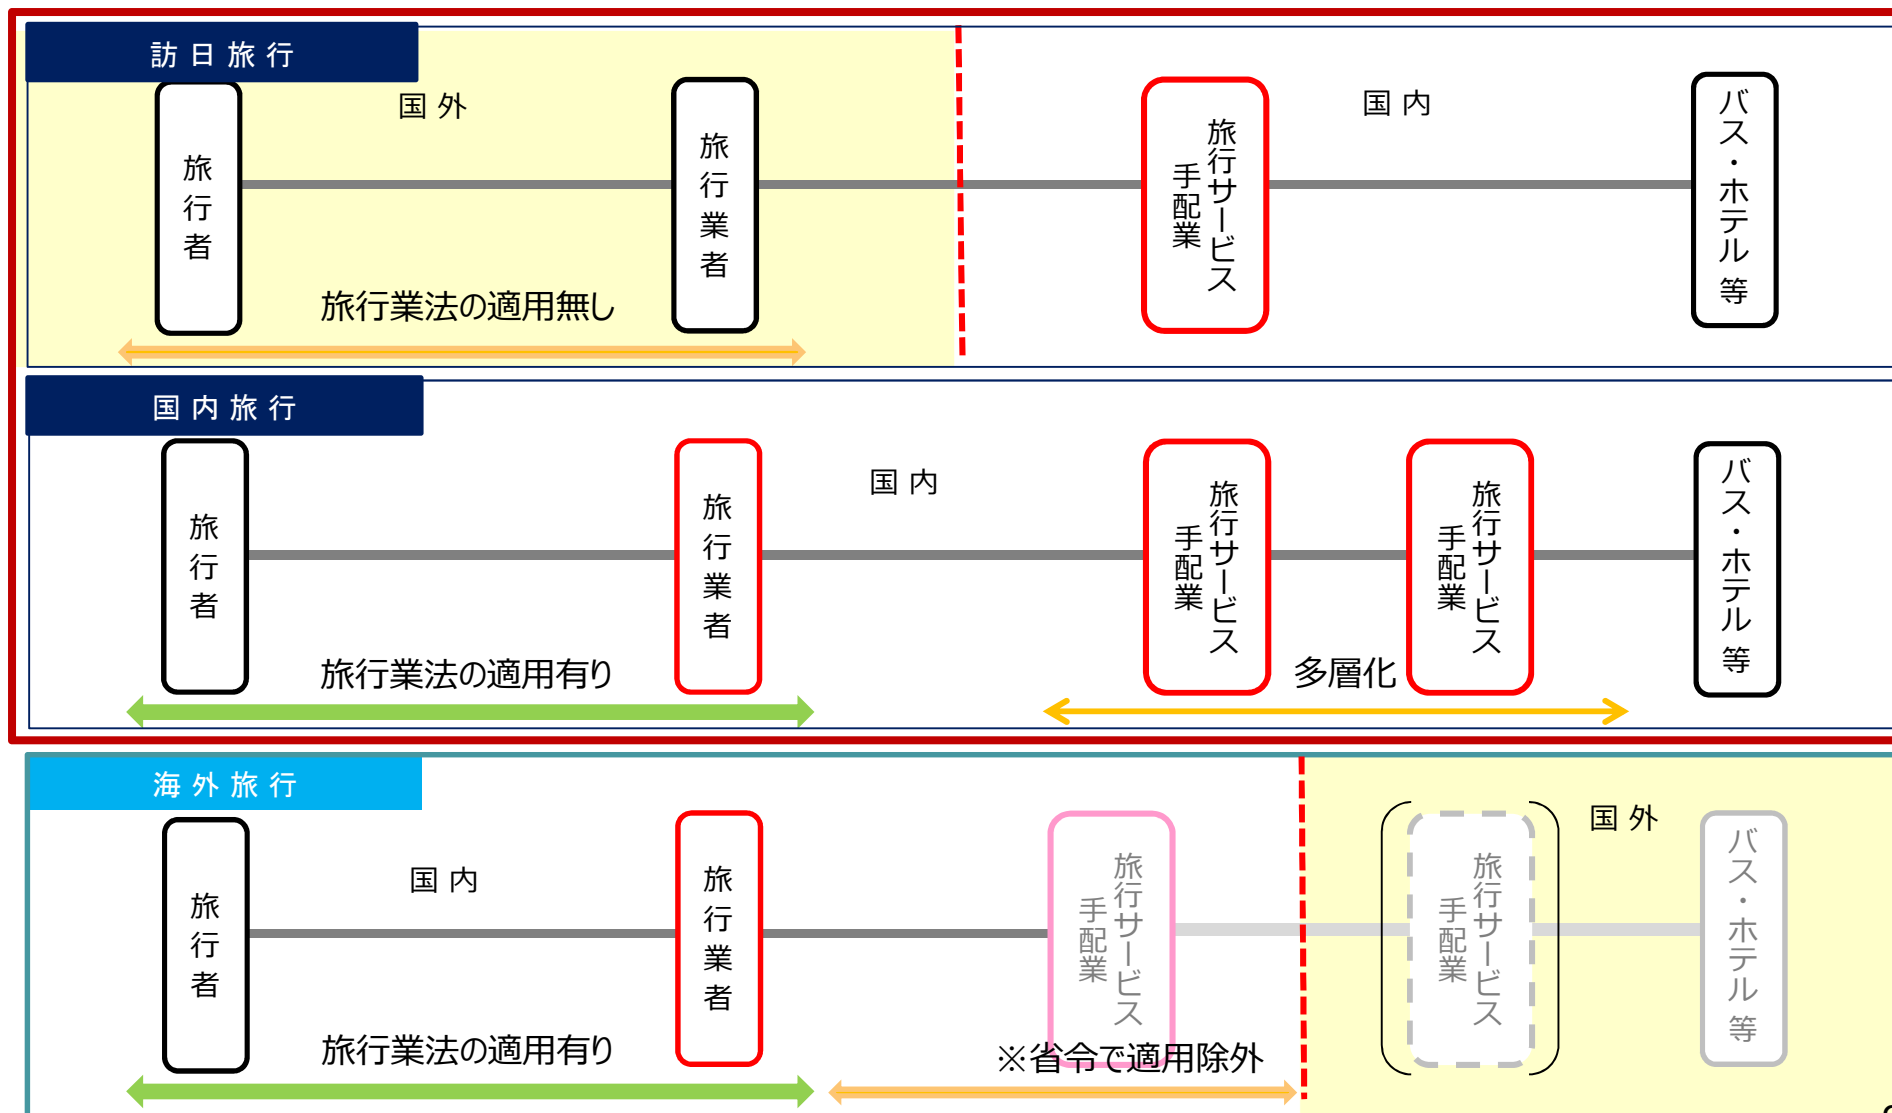 訪日旅行
国外
国内
旅行者
旅行業者
旅行サービス
手配業
バス・ホテル等
旅行業法の適用無し
国内旅行
国内
旅行者
旅行業者
旅行サービス
手配業
旅行サービス
手配業
バス・ホテル等
旅行業法の適用有り
多層化
海外旅行
国内
国外
旅行者
旅行業者
旅行サービス
手配業
旅行サービス
手配業
バス・ホテル等
旅行業法の適用有り
※省令で適用除外